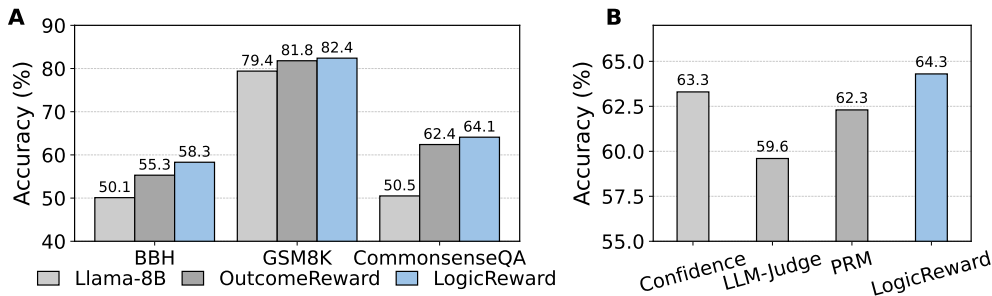 A
Accuracy (%)
90
80
70
60
50
40
50.1
55.3
58.3
79.4
81.8
82.4
50.5
62.4
64.1
BBH
GSM8K
CommonsenseQA
Llama-8B
OutcomeReward
LogicReward
B
Accuracy (%)
65.0
62.5
60.0
57.5
55.0
63.3
59.6
62.3
64.3
Confidence
LLM-Judge
PRM
LogicReward